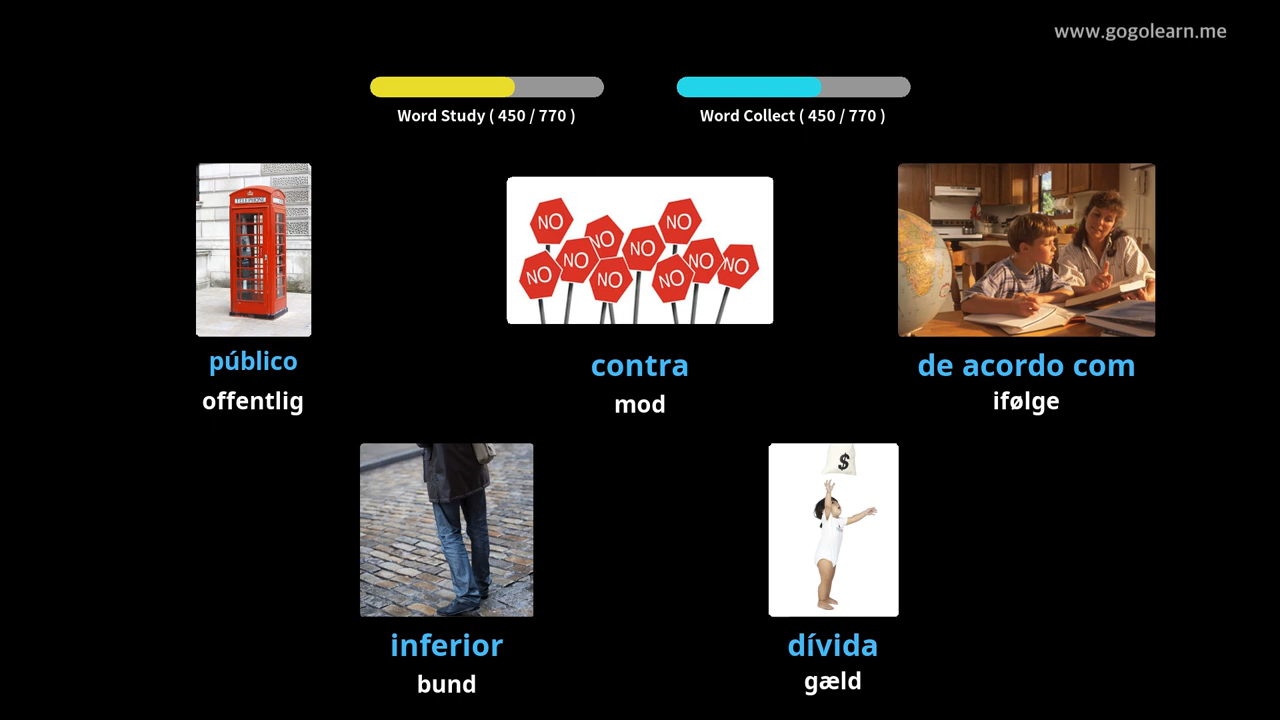 www.gogolearn.me
Word Study ( 450 / 770 )
Word Collect ( 450 / 770 )
TELEPHONE
NO
NO
NO
NO
NO
NO
NO
NO
NO
NO
público
contra
de acordo com
offentlig
mod
ifølge
$
inferior
dívida
bund
gæld